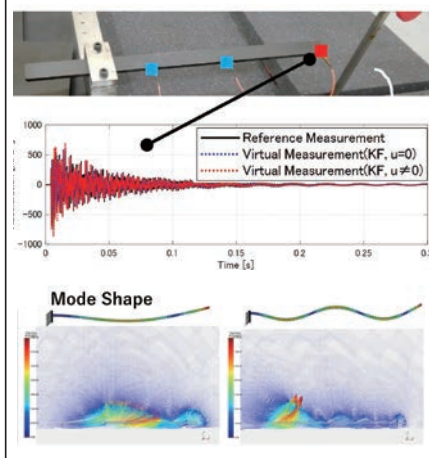 1000
500
0
-500
-1000
Reference Measurement
Virtual Measurement(KF, u=0)
Virtual Measurement(KF, u≠0)
0 0.05 0.1 0.15 0.2 0.25 0.3
Time [s]
Mode Shape